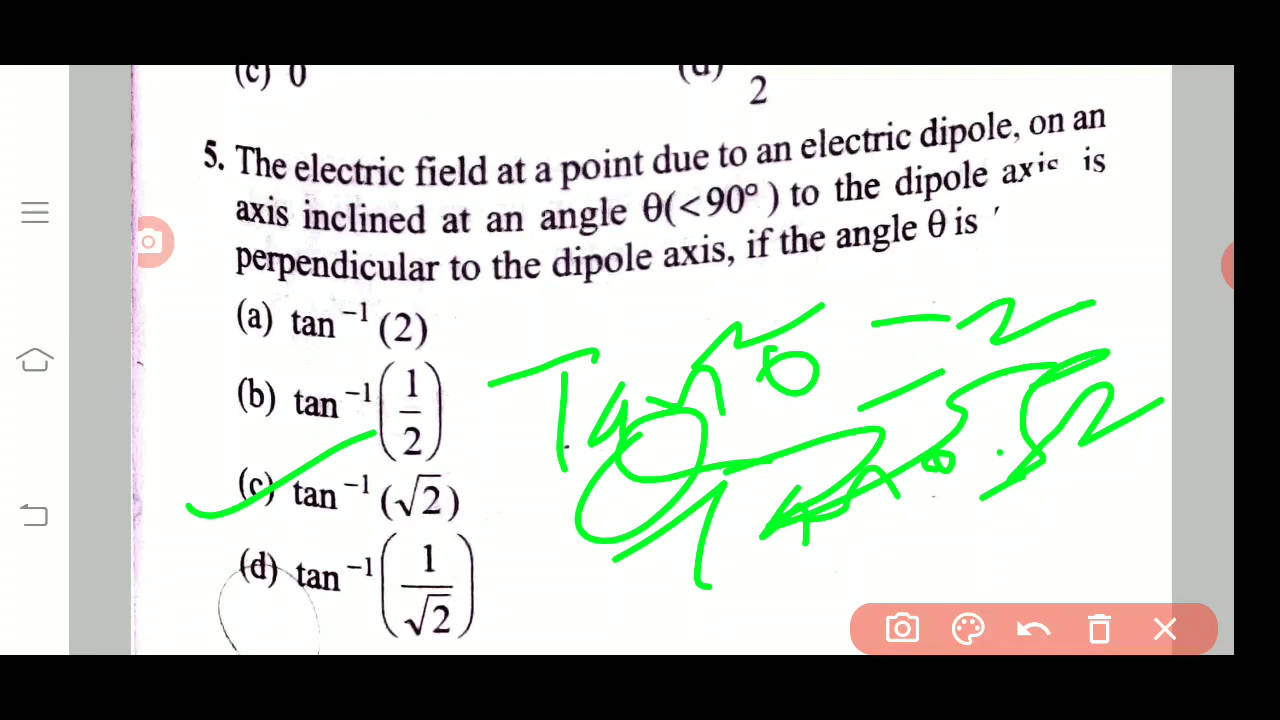 (c) 0
(d)
2
5. The electric field at a point due to an electric dipole, on an
axis inclined at an angle θ(<90° ) to the dipole axis is
perpendicular to the dipole axis, if the angle θ is
(a) tan⁻¹ (2)
(b) tan⁻¹ (1/2)
(c) tan⁻¹ (√2)
(d) tan⁻¹ (1/√2)